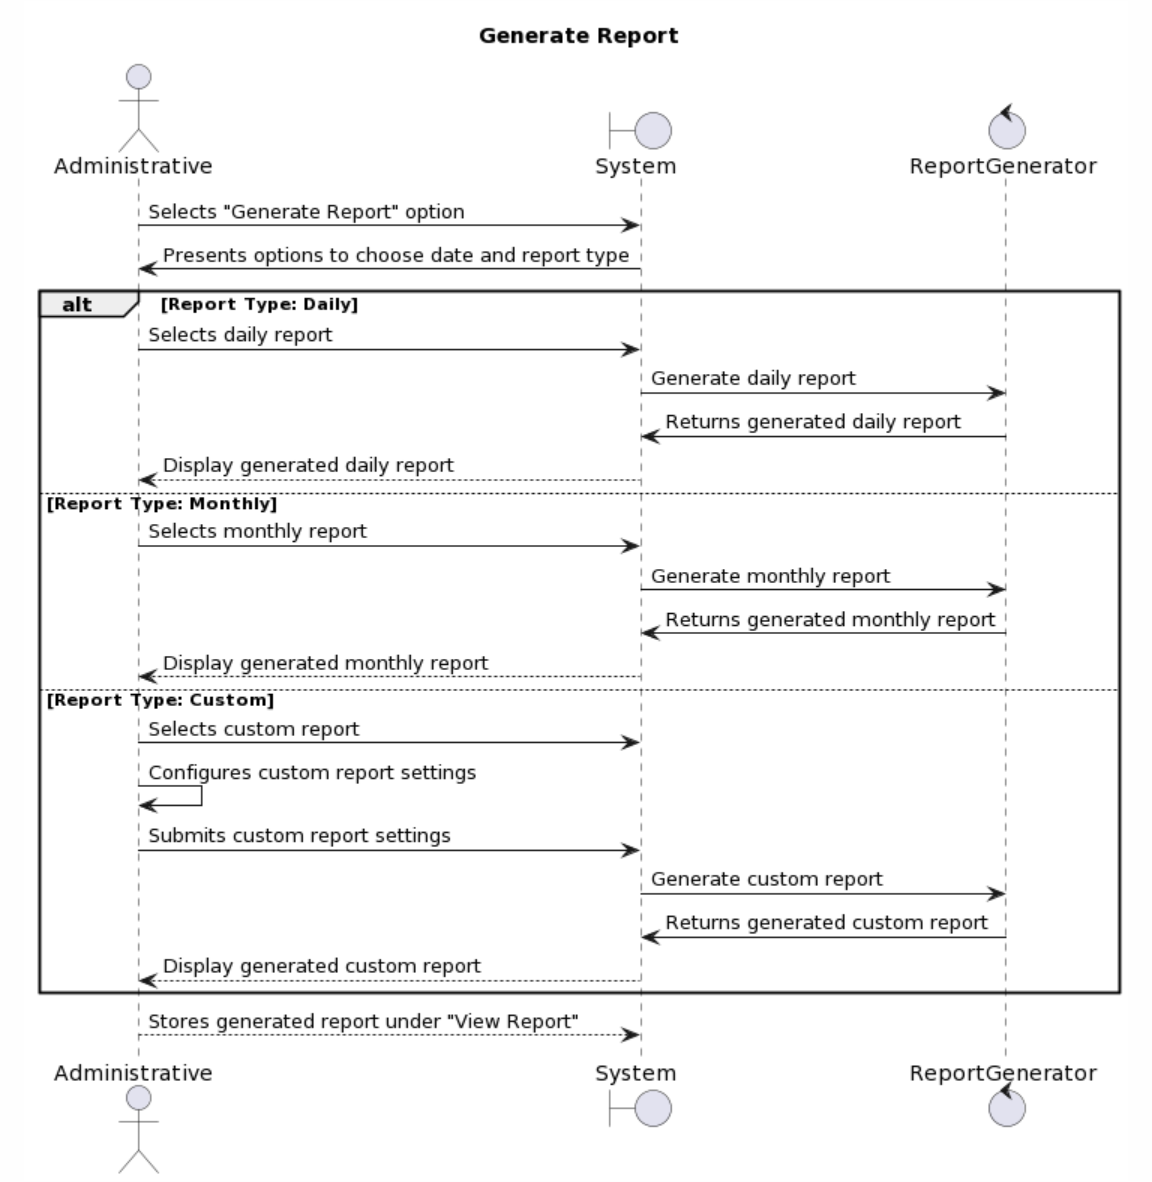 Generate Report
Administrative
System
ReportGenerator
Selects "Generate Report" option
Presents options to choose date and report type
alt
[Report Type: Daily]
Selects daily report
Generate daily report
Returns generated daily report
Display generated daily report
[Report Type: Monthly]
Selects monthly report
Generate monthly report
Returns generated monthly report
Display generated monthly report
[Report Type: Custom]
Selects custom report
Configures custom report settings
Submits custom report settings
Generate custom report
Returns generated custom report
Display generated custom report
Stores generated report under "View Report"
Administrative
System
ReportGenerator